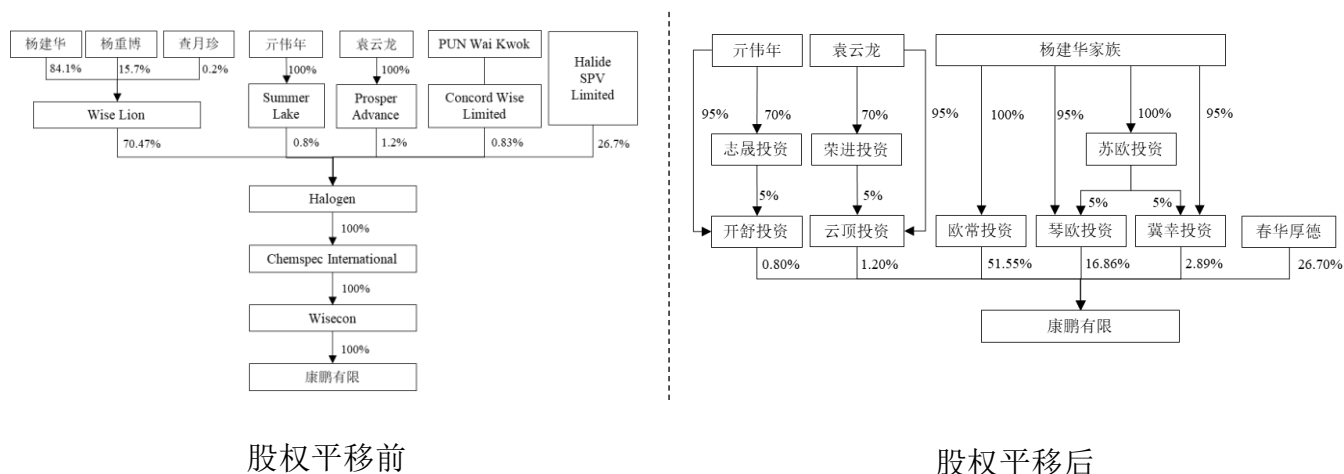 杨建华
杨重博
查月珍
亓伟年
袁云龙
PUN Wai Kwok
Halide
SPV
Limited
84.1%
15.7%
0.2%
100%
100%
Wise Lion
Summer
Lake
Prosper
Advance
Concord Wise
Limited
70.47%
0.8%
1.2%
0.83%
26.7%
Halogen
100%
Chemspec International
100%
Wisecon
100%
康鹏有限
股权平移前
亓伟年
袁云龙
杨建华家族
95%
70%
70%
95%
100%
95%
100%
95%
志晟投资
荣进投资
苏欧投资
5%
5%
5%
5%
开舒投资
云顶投资
欧常投资
琴欧投资
冀幸投资
春华厚德
0.80%
1.20%
51.55%
16.86%
2.89%
26.70%
康鹏有限
股权平移后